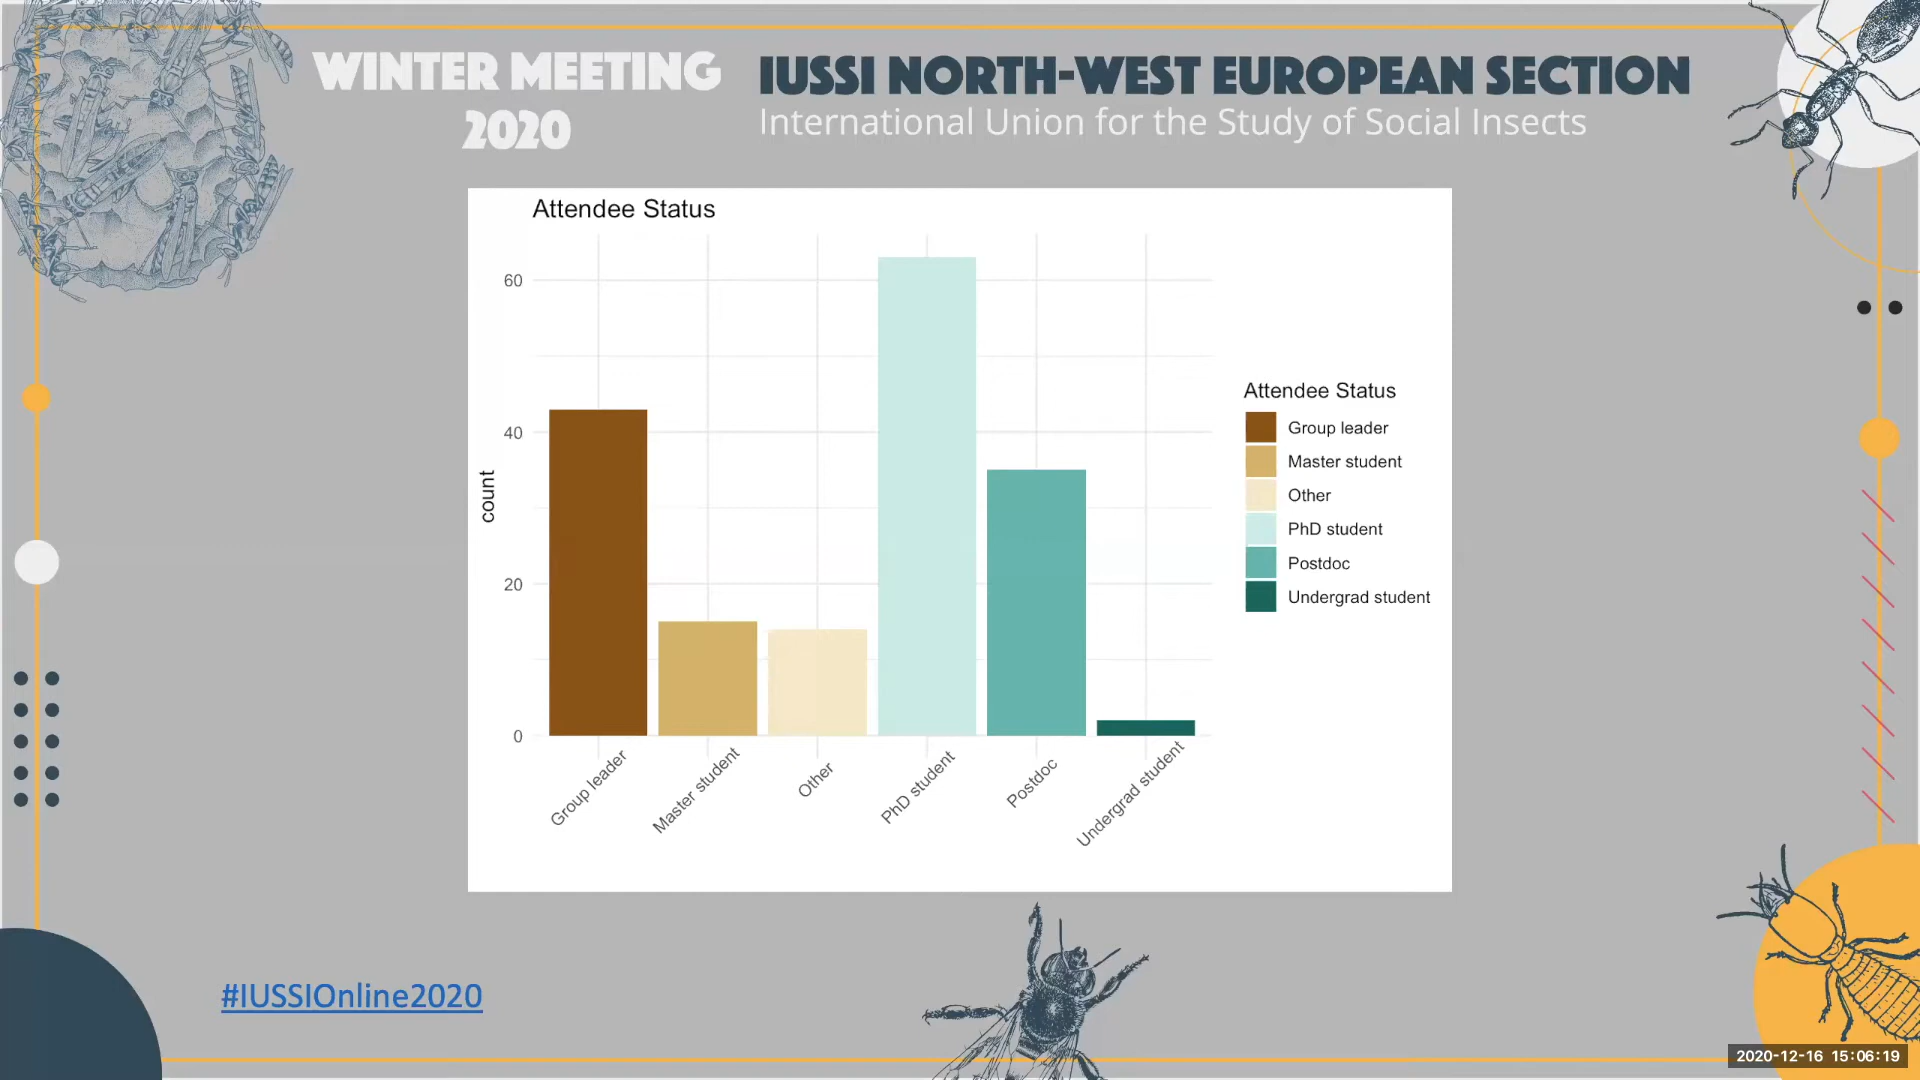 WINTER MEETING
2020
IUSSI NORTH-WEST EUROPEAN SECTION
International Union for the Study of Social Insects
Attendee Status
60
40
20
0
count
Group leader
Master student
Other
PhD student
Postdoc
Undergrad student
Attendee Status
Group leader
Master student
Other
PhD student
Postdoc
Undergrad student
#IUSSIOnline2020
2020-12-16 15:06:19